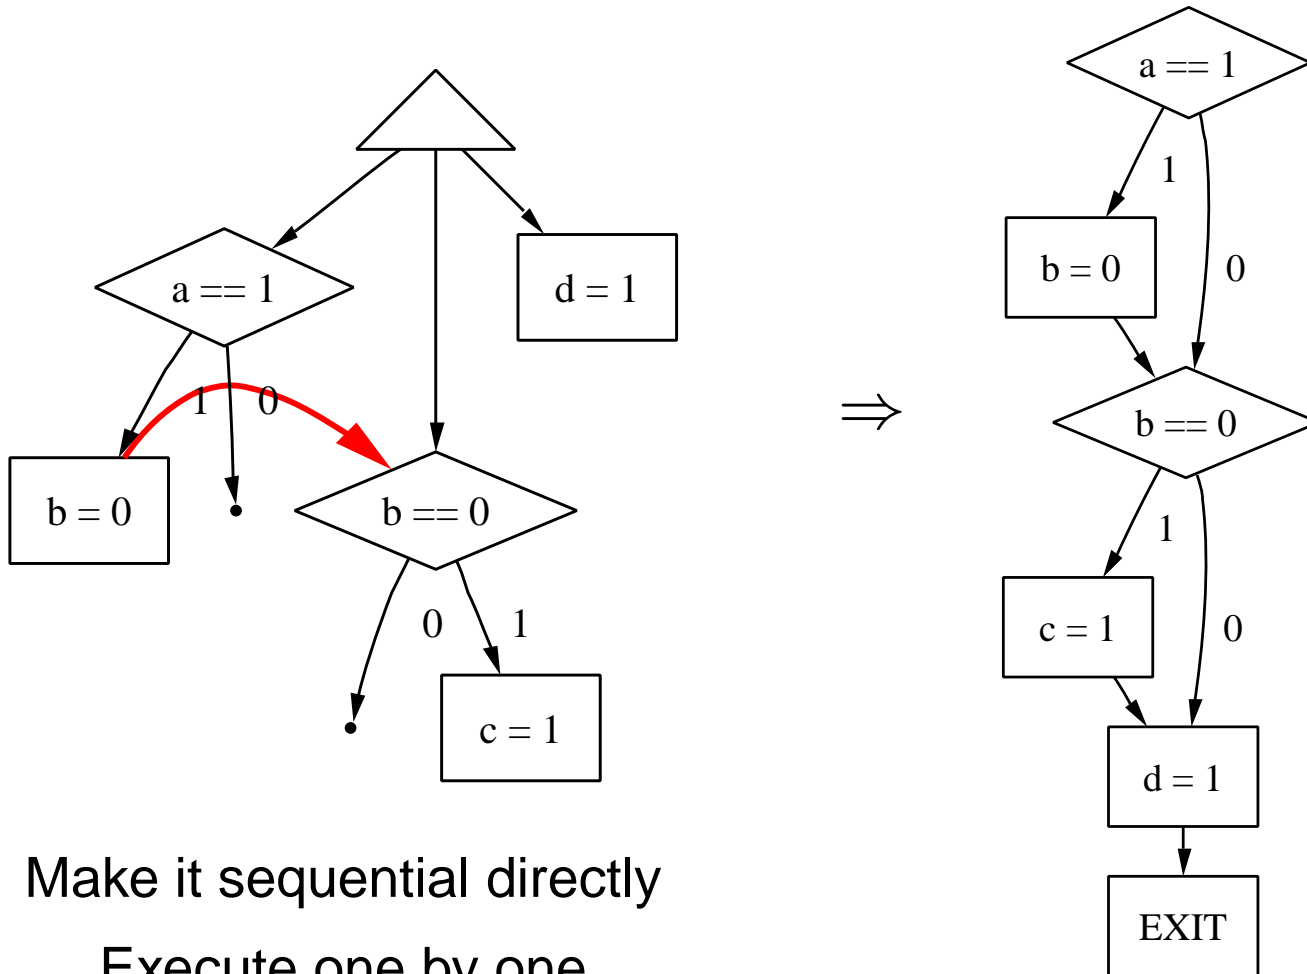 a == 1
d = 1
1 0
b = 0
b == 0
0 1
c = 1
⇒
a == 1
1
b = 0
0
b == 0
1
c = 1
0
d = 1
EXIT
Make it sequential directly
Execute one by one